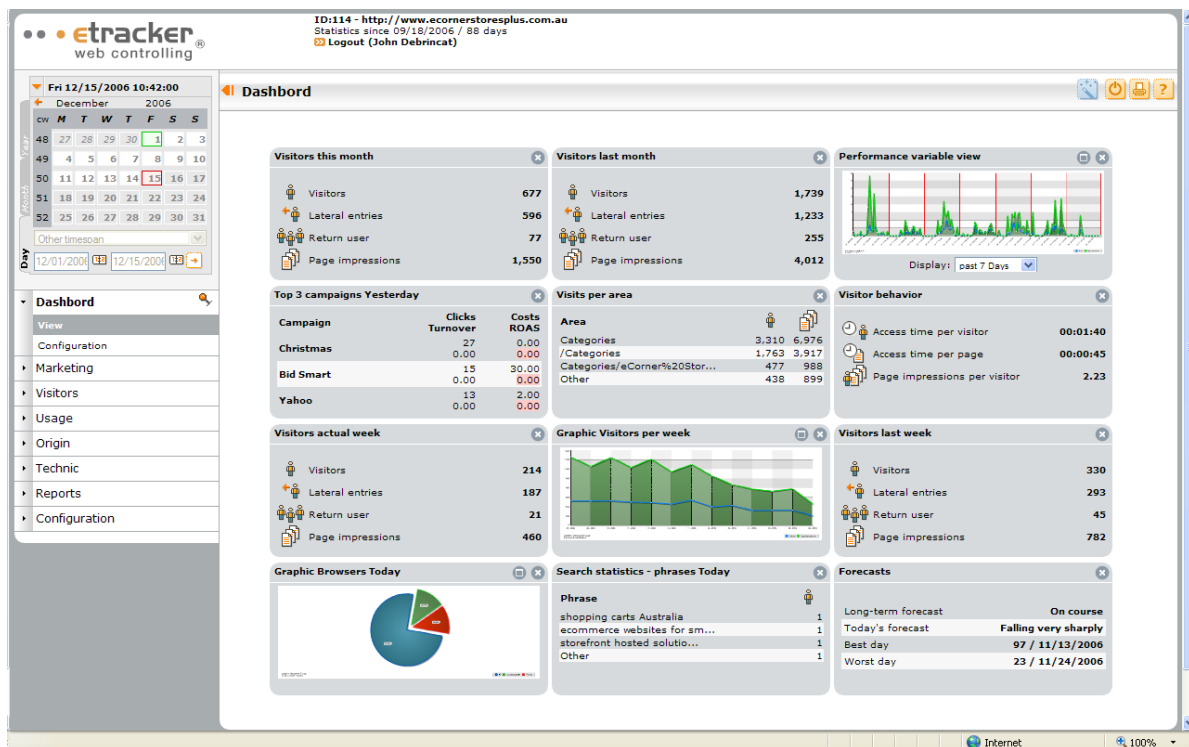 ID:114 - http://www.ecornerstoresplus.com.au
Statistics since 09/18/2006 / 88 days
Logout (John Debrincat)
etracker ®
web controlling
Fri 12/15/2006 10:42:00
December 2006
cw M T W T F S S
48 27 28 29 30 1 2 3
49 4 5 6 7 8 9 10
50 11 12 13 14 15 16 17
51 18 19 20 21 22 23 24
52 25 26 27 28 29 30 31
Year
Month
Day
Other timespan
12/01/2006 12/15/2006
Dashbord
View
Configuration
Marketing
Visitors
Usage
Origin
Technic
Reports
Configuration
Dashbord
?
Visitors this month
Visitors 677
Lateral entries 596
Return user 77
Page impressions 1,550
Visitors last month
Visitors 1,739
Lateral entries 1,233
Return user 255
Page impressions 4,012
Performance variable view
Display: past 7 Days
Top 3 campaigns Yesterday
Campaign Clicks Costs
Turnover ROAS
Christmas 27 0.00
0.00 0.00
Bid Smart 15 30.00
0.00 0.00
Yahoo 13 2.00
0.00 0.00
Visits per area
Area
Categories 3,310 6,976
/Categories 1,763 3,917
Categories/eCorner%20Stor... 477 988
Other 438 899
Visitor behavior
Access time per visitor 00:01:40
Access time per page 00:00:45
Page impressions per visitor 2.23
Visitors actual week
Visitors 214
Lateral entries 187
Return user 21
Page impressions 460
Graphic Visitors per week
Visitors last week
Visitors 330
Lateral entries 293
Return user 45
Page impressions 782
Graphic Browsers Today
Search statistics - phrases Today
Phrase
shopping carts Australia 1
ecommerce websites for sm... 1
storefront hosted solutio... 1
Other 1
Forecasts
Long-term forecast On course
Today's forecast Falling very sharply
Best day 97 / 11/13/2006
Worst day 23 / 11/24/2006
Internet 100%